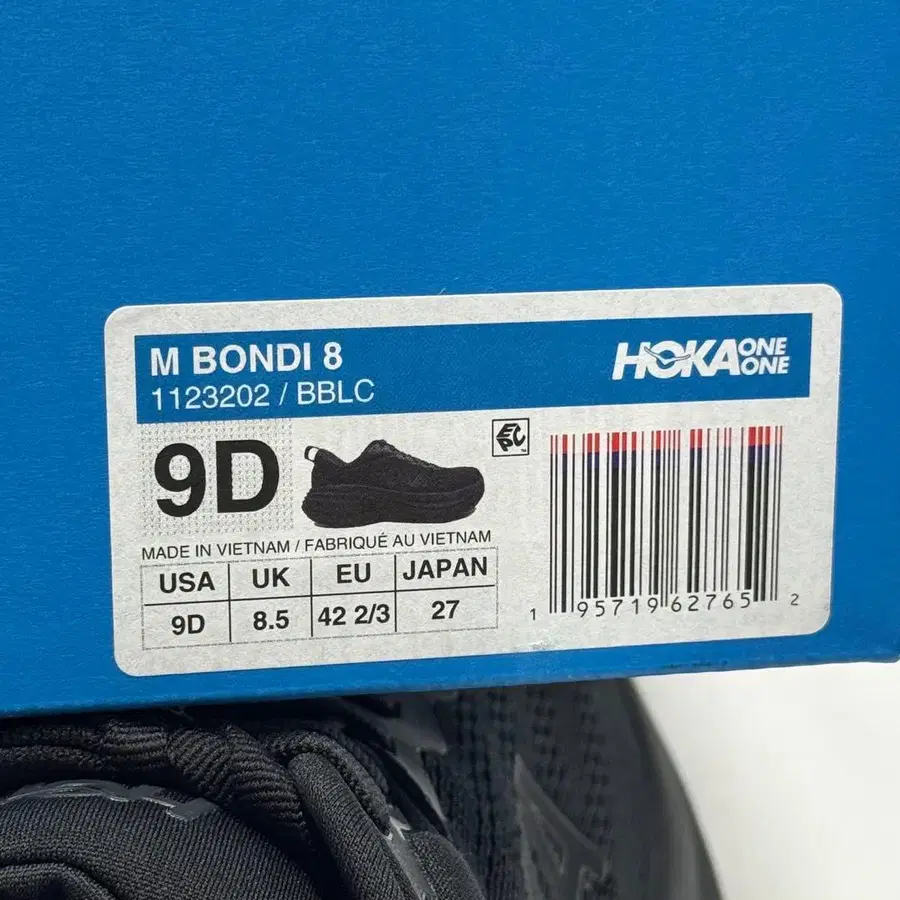 M BONDI 8
1123202 / BBLC
HOKA ONE ONE
9D
EPC
MADE IN VIETNAM / FABRIQUÉ AU VIETNAM
USA UK EU JAPAN
9D 8.5 42 2/3 27
1 95719 62765 2